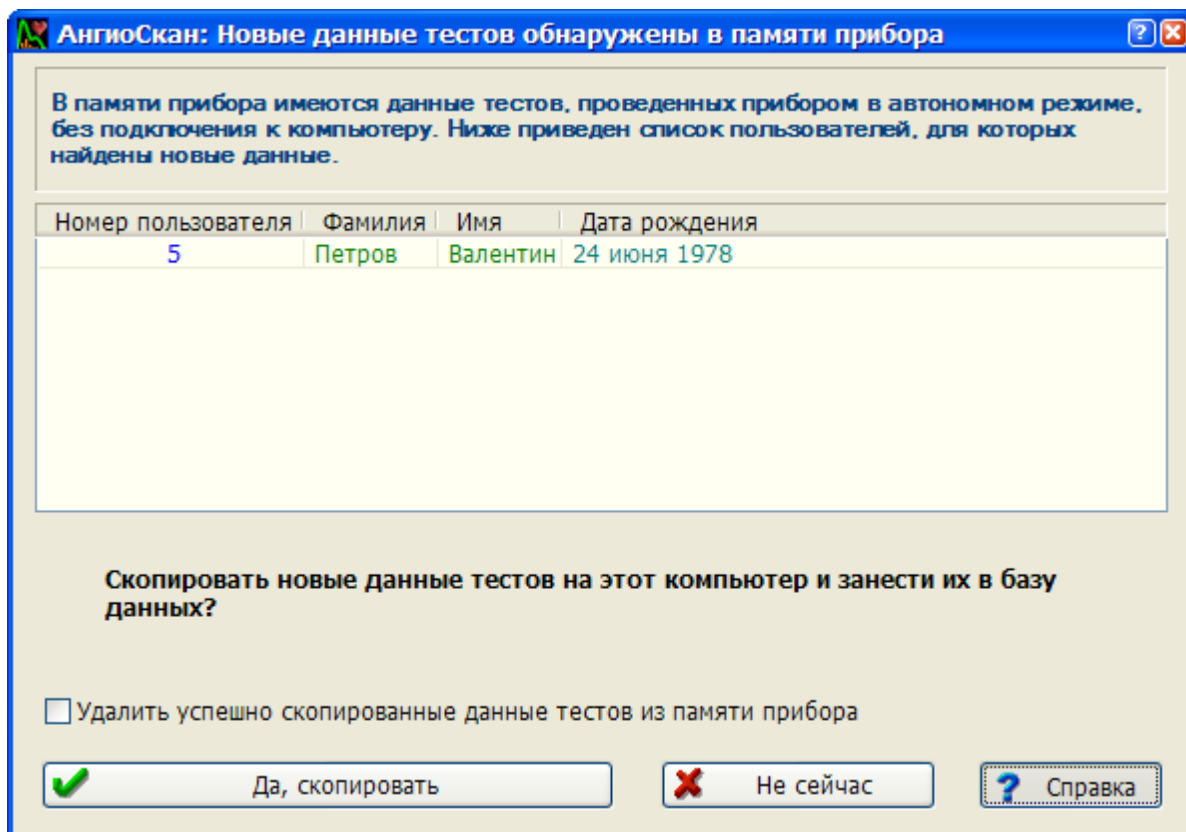 АнгиоСкан: Новые данные тестов обнаружены в памяти прибора
В памяти прибора имеются данные тестов, проведенных прибором в автономном режиме,
без подключения к компьютеру. Ниже приведен список пользователей, для которых
найдены новые данные.
Номер пользователя Фамилия Имя Дата рождения
5 Петров Валентин 24 июня 1978
Скопировать новые данные тестов на этот компьютер и занести их в базу
данных?
Удалить успешно скопированные данные тестов из памяти прибора
Да, скопировать Не сейчас Справка